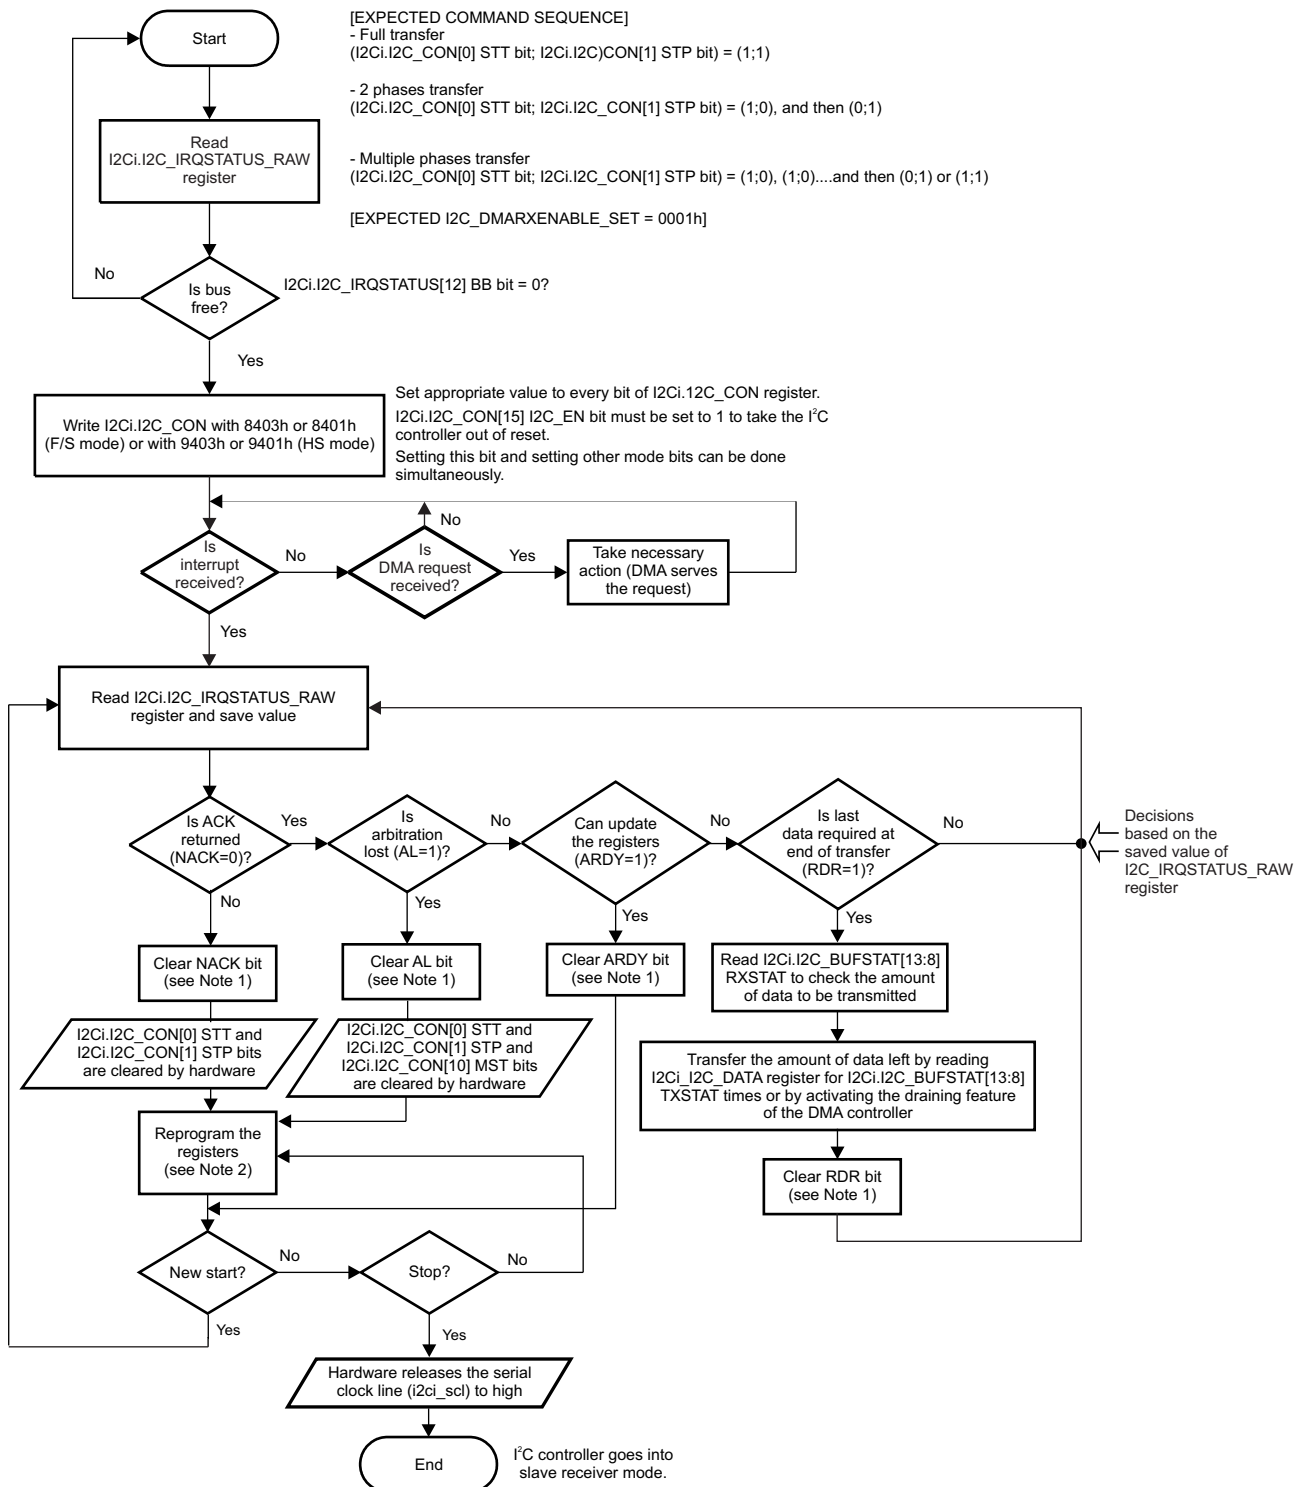 Start
[EXPECTED COMMAND SEQUENCE]
- Full transfer
(I2Ci.I2C_CON[0] STT bit; I2Ci.I2C)CON[1] STP bit) = (1;1)
- 2 phases transfer
(I2Ci.I2C_CON[0] STT bit; I2Ci.I2C_CON[1] STP bit) = (1;0), and then (0;1)
- Multiple phases transfer
(I2Ci.I2C_CON[0] STT bit; I2Ci.I2C_CON[1] STP bit) = (1;0), (1;0)....and then (0;1) or (1;1)
[EXPECTED I2C_DMARXENABLE_SET = 0001h]
Read
I2Ci.I2C_IRQSTATUS_RAW
register
No
Is bus
free?
I2Ci.I2C_IRQSTATUS[12] BB bit = 0?
Yes
Write I2Ci.I2C_CON with 8403h or 8401h
(F/S mode) or with 9403h or 9401h (HS mode)
Set appropriate value to every bit of I2Ci.12C_CON register.
I2Ci.I2C_CON[15] I2C_EN bit must be set to 1 to take the I²C
controller out of reset.
Setting this bit and setting other mode bits can be done
simultaneously.
Is
interrupt
received?
No
Is
DMA request
received?
No
Yes
Take necessary
action (DMA serves
the request)
Yes
Read I2Ci.I2C_IRQSTATUS_RAW
register and save value
Is ACK
returned
(NACK=0)?
Yes
Is
arbitration
lost (AL=1)?
No
Can update
the registers
(ARDY=1)?
No
Is last
data required at
end of transfer
(RDR=1)?
No
Decisions
based on the
saved value of
I2C_IRQSTATUS_RAW
register
No
Yes
Yes
Yes
Clear NACK bit
(see Note 1)
Clear AL bit
(see Note 1)
Clear ARDY bit
(see Note 1)
Read I2Ci.I2C_BUFSTAT[13:8]
RXSTAT to check the amount
of data to be transmitted
I2Ci.I2C_CON[0] STT and
I2Ci.I2C_CON[1] STP bits
are cleared by hardware
I2Ci.I2C_CON[0] STT and
I2Ci.I2C_CON[1] STP and
I2Ci.I2C_CON[10] MST bits
are cleared by hardware
Transfer the amount of data left by reading
I2Ci_I2C_DATA register for I2Ci.I2C_BUFSTAT[13:8]
TXSTAT times or by activating the draining feature
of the DMA controller
Reprogram the
registers
(see Note 2)
Clear RDR bit
(see Note 1)
New start?
No
Stop?
No
Yes
Yes
Hardware releases the serial
clock line (i2ci_scl) to high
End
I²C controller goes into
slave receiver mode.